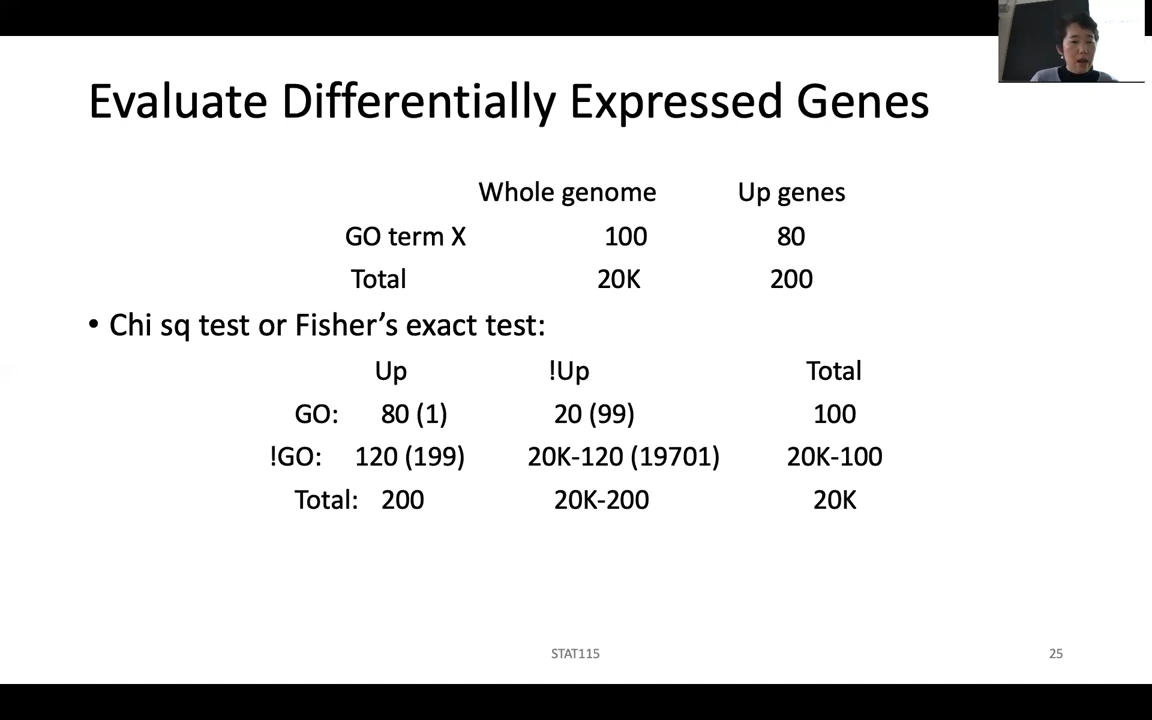 Evaluate Differentially Expressed Genes
Whole genome Up genes
GO term X 100 80
Total 20K 200
• Chi sq test or Fisher’s exact test:
Up !Up Total
GO: 80 (1) 20 (99) 100
!GO: 120 (199) 20K-120 (19701) 20K-100
Total: 200 20K-200 20K
STAT115 25